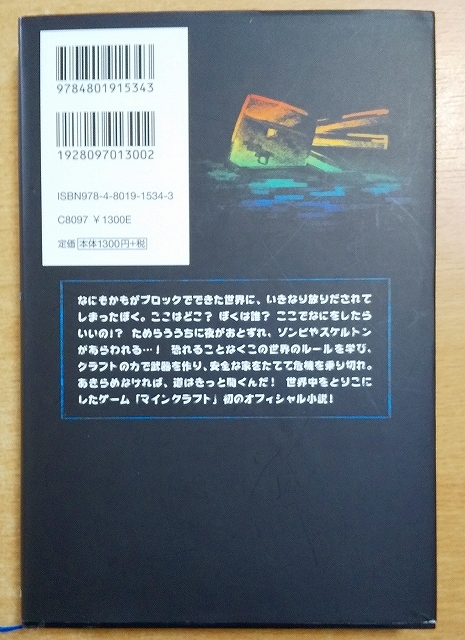 9784801915343
1928097013002
ISBN978-4-8019-1534-3
C8097 ¥1300E
定価 本体1300円+税
なにもかもがブロックでできた世界に、いきなり放りだされて
しまったぼく。ここはどこ? ぼくは誰? ここでなにをしたら
いいの!? ためらううちに夜がおとずれ、ゾンビやスケルトン
があらわれる…! 恐れることなくこの世界のルールを学び、
クラフトの力で武器を作り、安全な家をたてて危機を乗り切れ。
あきらめなければ、道はきっと開くんだ! 世界中をとりこに
したゲーム「マインクラフト」初のオフィシャル小説!